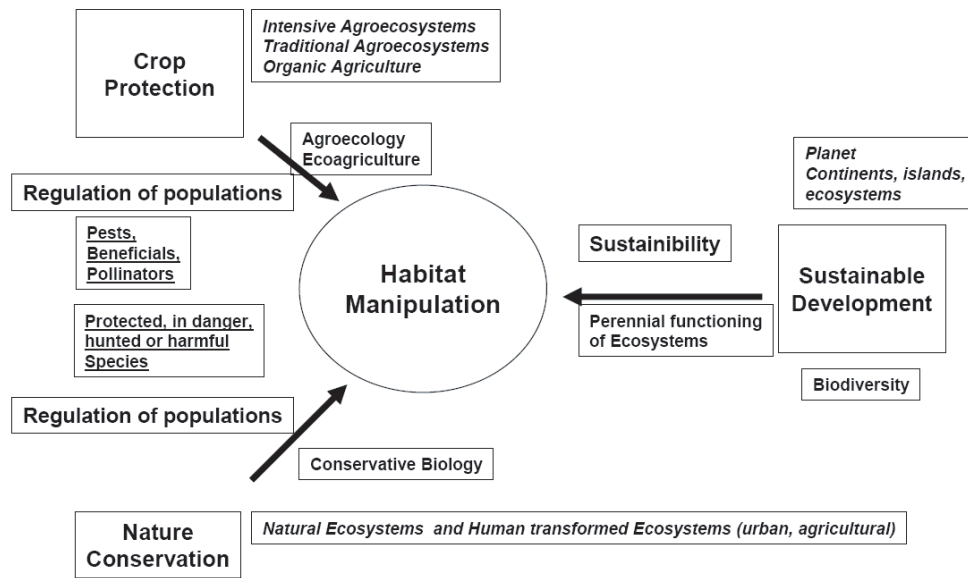 Crop
Protection
Intensive Agroecosystems
Traditional Agroecosystems
Organic Agriculture
Agroecology
Ecoagriculture
Regulation of populations
Pests,
Beneficials,
Pollinators
Protected, in danger,
hunted or harmful
Species
Regulation of populations
Habitat
Manipulation
Planet
Continents, islands,
ecosystems
Sustainibility
Sustainable
Development
Perennial functioning
of Ecosystems
Biodiversity
Conservative Biology
Nature
Conservation
Natural Ecosystems and Human transformed Ecosystems (urban, agricultural)